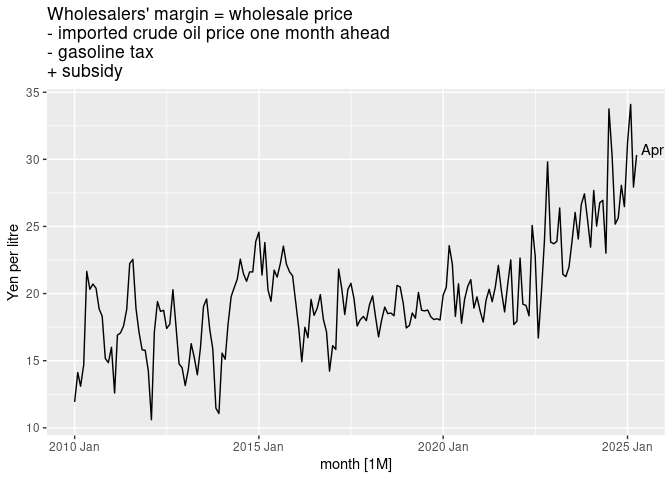 Wholesalers' margin = wholesale price
- imported crude oil price one month ahead
- gasoline tax
+ subsidy
35
30
25
20
15
10
Yen per litre
Apr
2010 Jan
2015 Jan
2020 Jan
2025 Jan
month [1M]